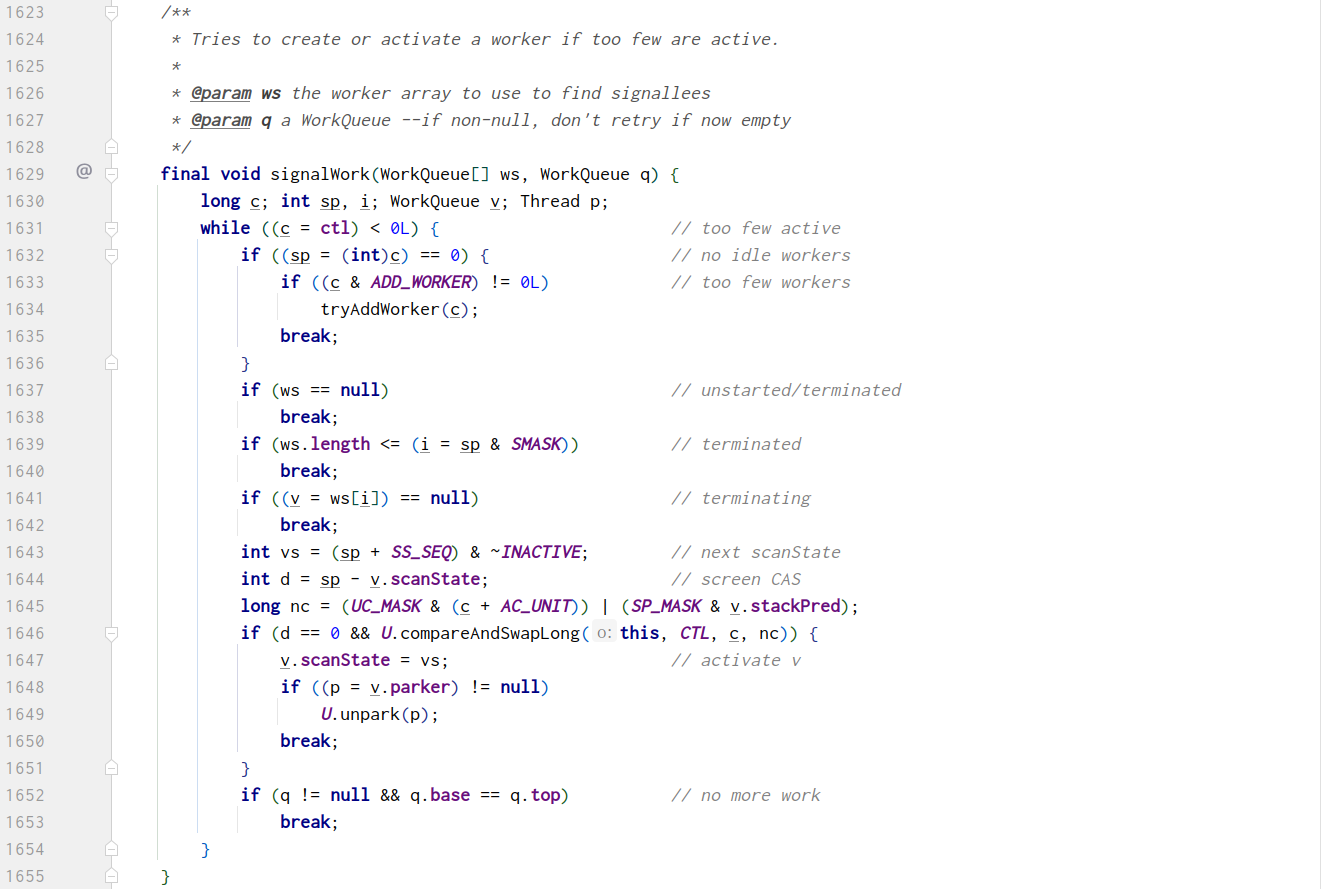 1623 /**
1624 * Tries to create or activate a worker if too few are active.
1625 *
1626 * @param ws the worker array to use to find signallees
1627 * @param q a WorkQueue --if non-null, don't retry if now empty
1628 */
1629 @ final void signalWork(WorkQueue[] ws, WorkQueue q) {
1630 long c; int sp, i; WorkQueue v; Thread p;
1631 while ((c = ctl) < 0L) { // too few active
1632 if ((sp = (int)c) == 0) { // no idle workers
1633 if ((c & ADD_WORKER) != 0L) // too few workers
1634 tryAddWorker(c);
1635 break;
1636 }
1637 if (ws == null) // unstarted/terminated
1638 break;
1639 if (ws.length <= (i = sp & SMASK)) // terminated
1640 break;
1641 if ((v = ws[i]) == null) // terminating
1642 break;
1643 int vs = (sp + SS_SEQ) & ~INACTIVE; // next scanState
1644 int d = sp - v.scanState; // screen CAS
1645 long nc = (UC_MASK & (c + AC_UNIT)) | (SP_MASK & v.stackPred);
1646 if (d == 0 && U.compareAndSwapLong( o: this, CTL, c, nc)) {
1647 v.scanState = vs; // activate v
1648 if ((p = v.parker) != null)
1649 U.unpark(p);
1650 break;
1651 }
1652 if (q != null && q.base == q.top) // no more work
1653 break;
1654 }
1655 }